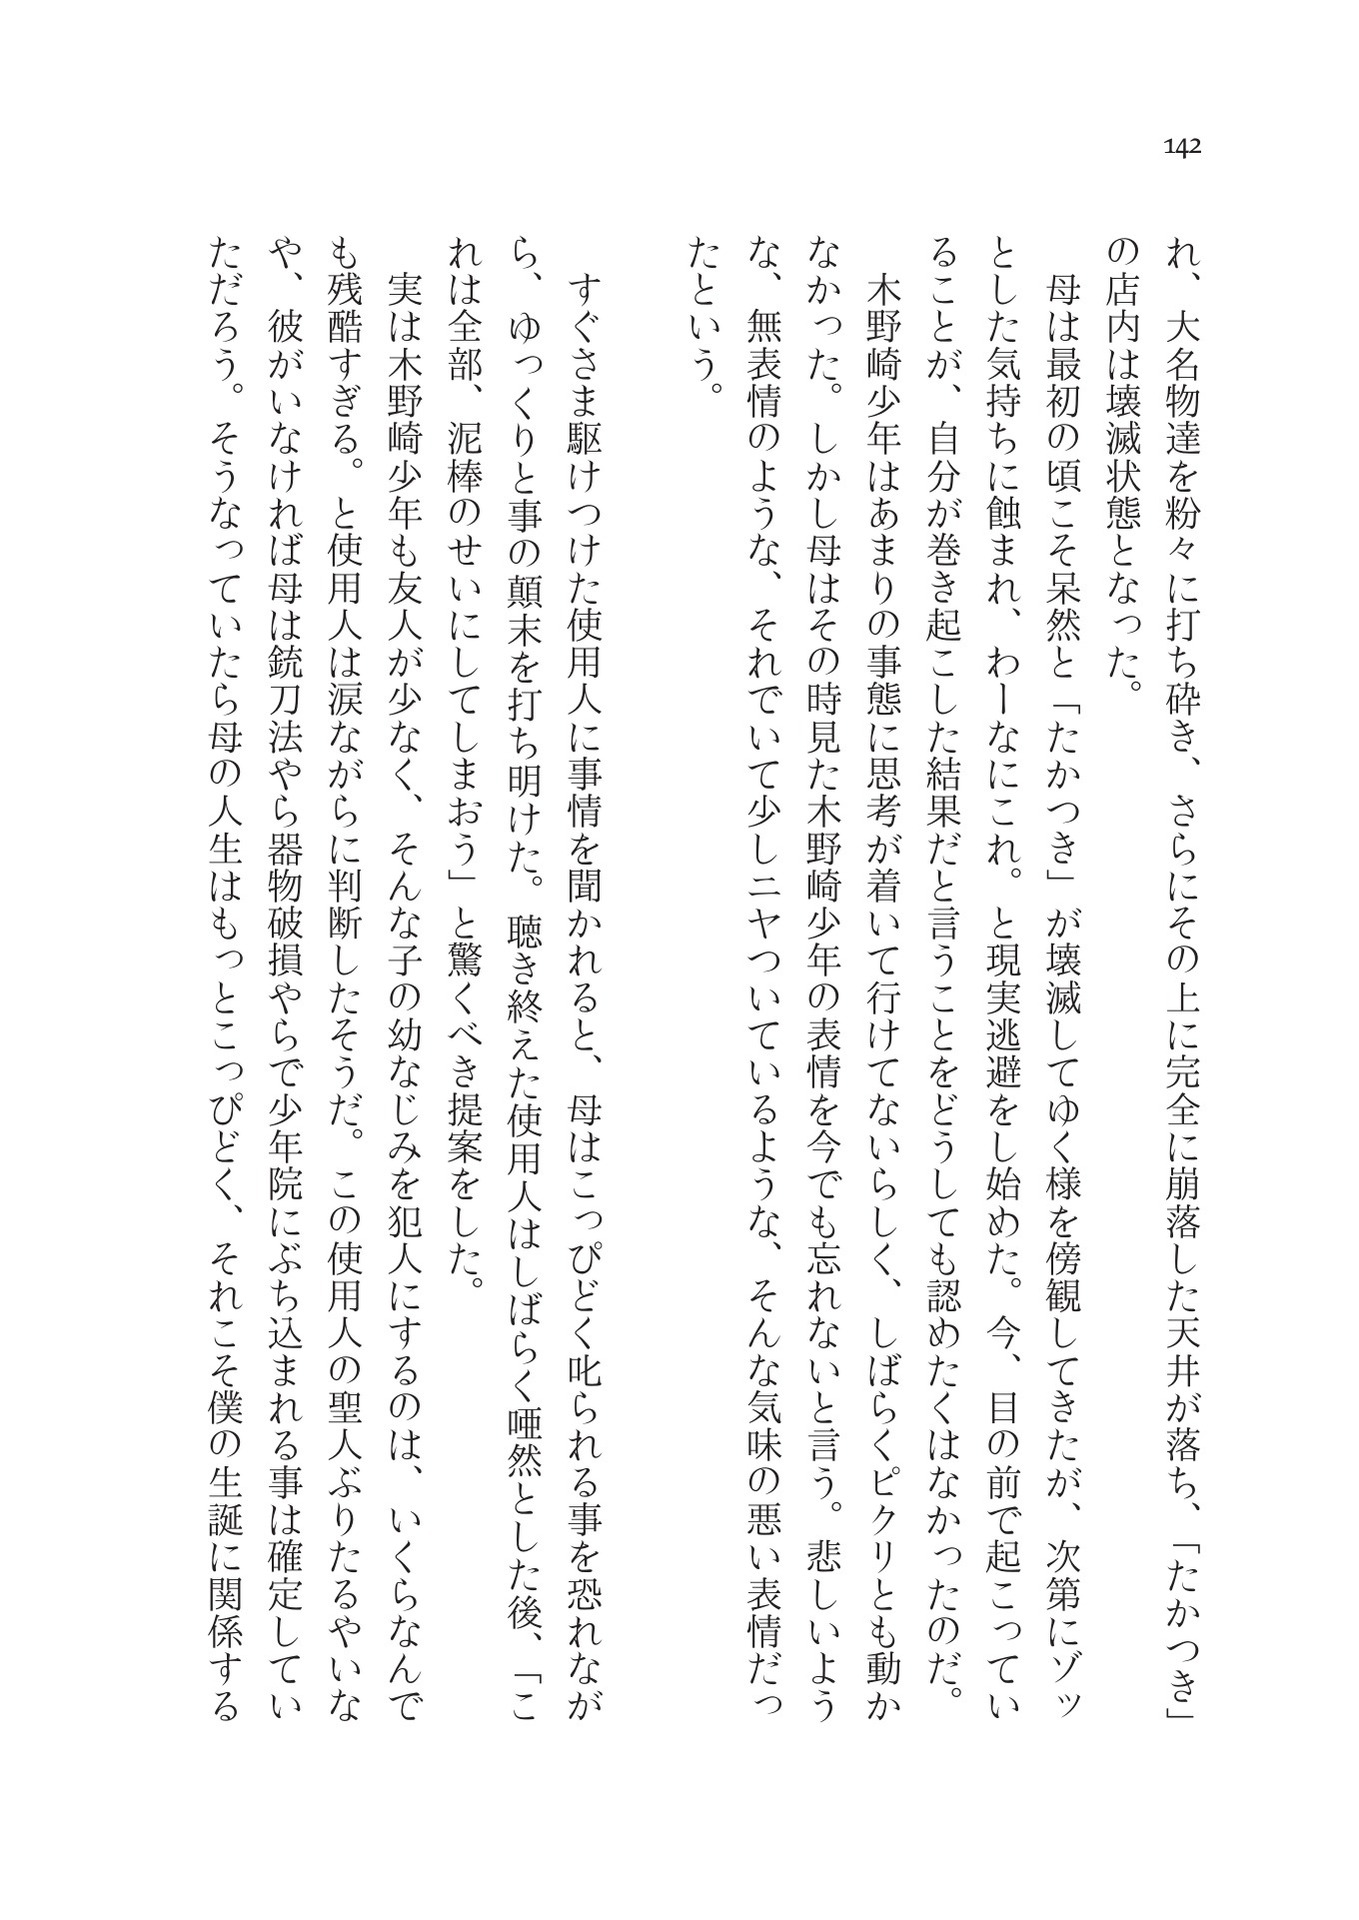 142
れ、大名物達を粉々に打ち砕き、さらにその上に完全に崩落した天井が落ち、「たかつき」
の店内は壊滅状態となった。
　母は最初の頃こそ呆然と「たかつき」が壊滅してゆく様を傍観してきたが、次第にゾッ
とした気持ちに蝕まれ、わーなにこれ。と現実逃避をし始めた。今、目の前で起こってい
ることが、自分が巻き起こした結果だと言うことをどうしても認めたくはなかったのだ。
　木野崎少年はあまりの事態に思考が着いて行けてないらしく、しばらくピクリとも動か
なかった。しかし母はその時見た木野崎少年の表情を今でも忘れないと言う。悲しいよう
な、無表情のような、それでいて少しニヤついているような、そんな気味の悪い表情だっ
たという。
　すぐさま駆けつけた使用人に事情を聞かれると、母はこっぴどく叱られる事を恐れなが
ら、ゆっくりと事の顛末を打ち明けた。聴き終えた使用人はしばらく唖然とした後、「こ
れは全部、泥棒のせいにしてしまおう」と驚くべき提案をした。
　実は木野崎少年も友人が少なく、そんな子の幼なじみを犯人にするのは、いくらなんで
も残酷すぎる。と使用人は涙ながらに判断したそうだ。この使用人の聖人ぶりたるやいな
や、彼がいなければ母は銃刀法やら器物破損やらで少年院にぶち込まれる事は確定してい
ただろう。そうなっていたら母の人生はもっとこっぴどく、それこそ僕の生誕に関係する